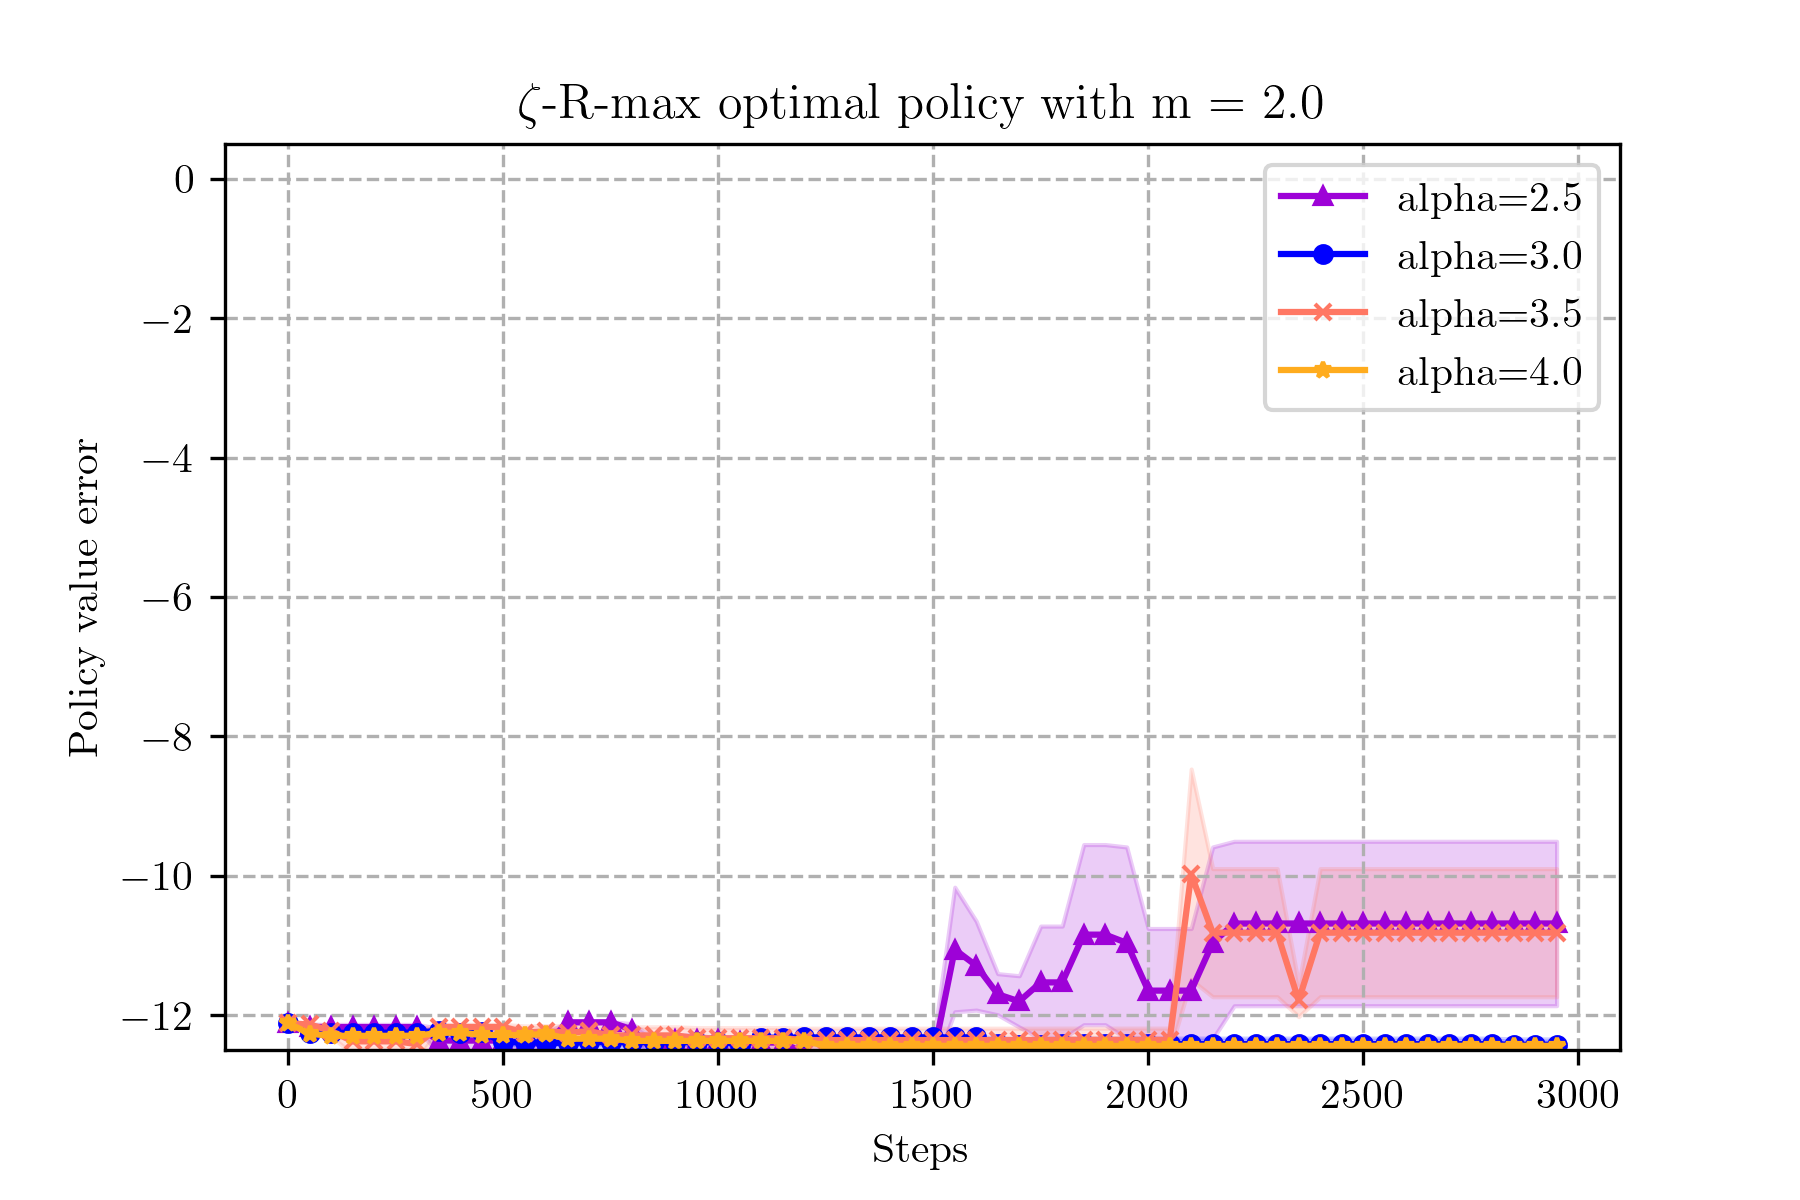 ζ-R-max optimal policy with m = 2.0
alpha=2.5
alpha=3.0
alpha=3.5
alpha=4.0
Policy value error
0
−2
−4
−6
−8
−10
−12
0 500 1000 1500 2000 2500 3000
Steps